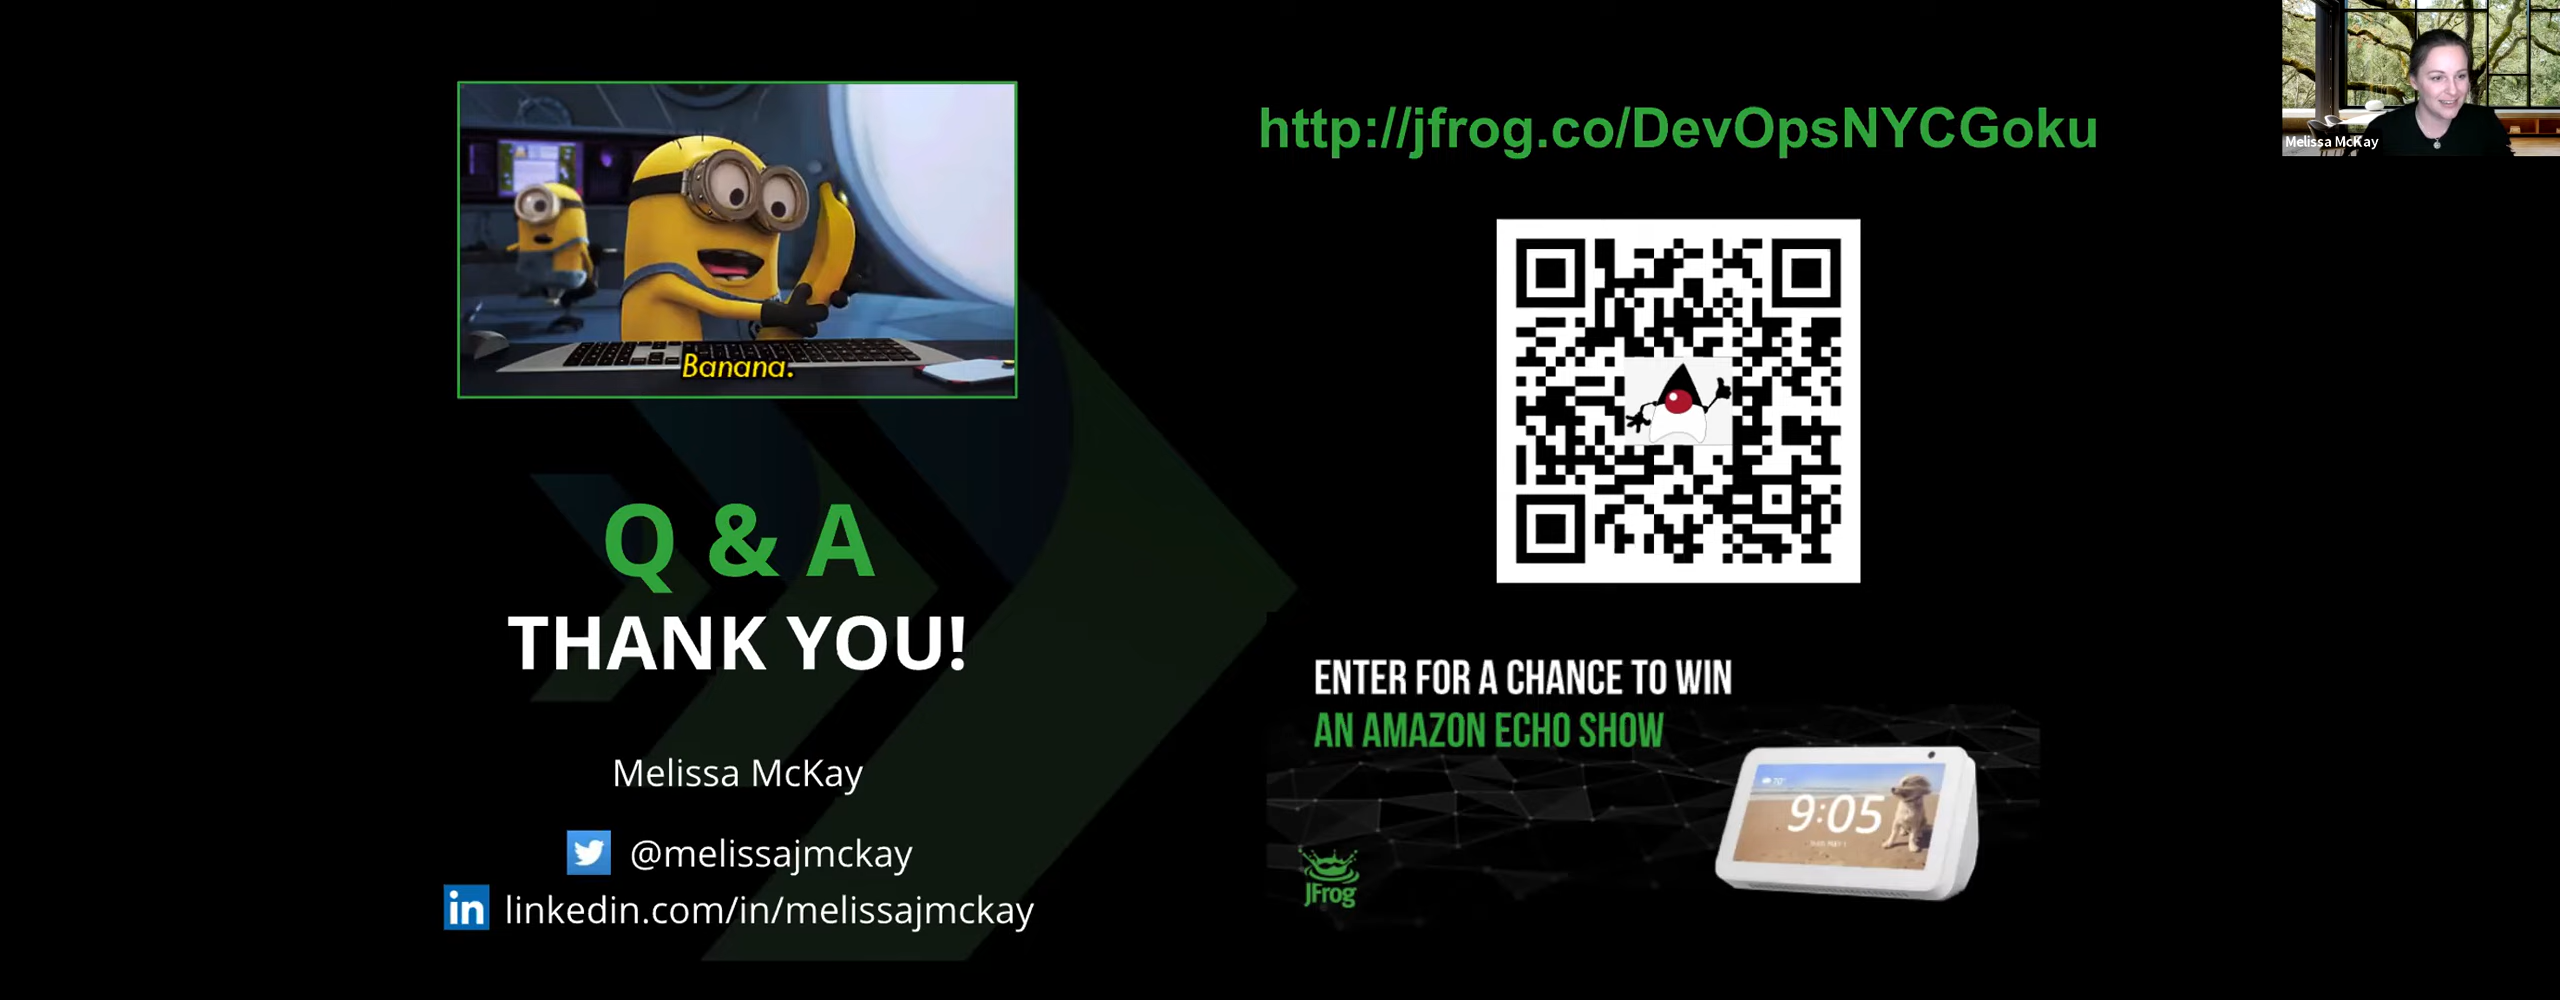 Banana.
Q & A
THANK YOU!
Melissa McKay
@melissajmckay
in linkedin.com/in/melissajmckay
http://jfrog.co/DevOpsNYCGoku
ENTER FOR A CHANCE TO WIN
AN AMAZON ECHO SHOW
9:05
JFrog
Melissa McKay